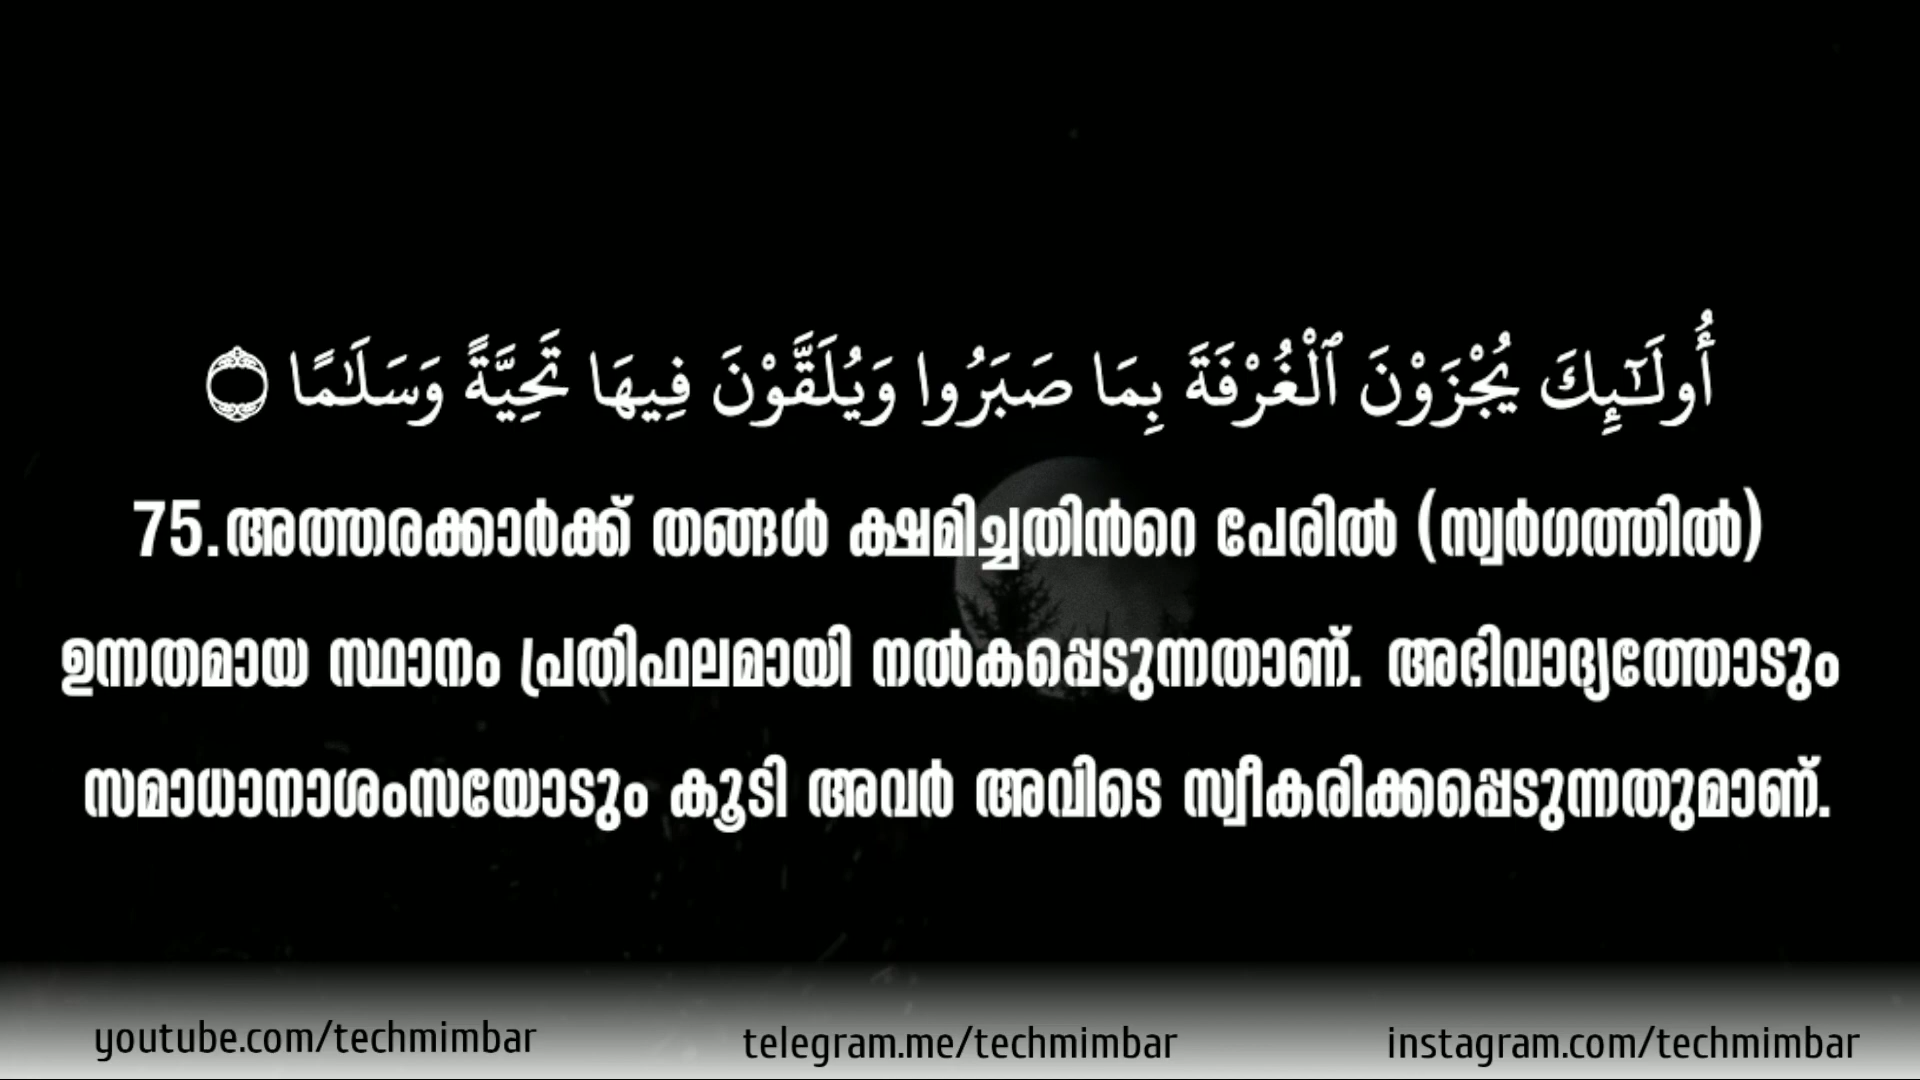 أُو۟لَـٰٓئِكَ يُجْزَوْنَ ٱلْغُرْفَةَ بِمَا صَبَرُوا وَيُلَقَّوْنَ فِيهَا تَحِيَّةً وَسَلَـٰمًا ۝
75.അത്തരക്കാർക്ക് തങ്ങൾ ക്ഷമിച്ചതിൻറെ പേരിൽ (സ്വർഗത്തിൽ)
ഉന്നതമായ സ്ഥാനം പ്രതിഫലമായി നൽകപ്പെടുന്നതാണ്. അഭിവാദ്യത്തോടും
സമാധാനാശംസയോടും കൂടി അവർ അവിടെ സ്വീകരിക്കപ്പെടുന്നതുമാണ്.
youtube.com/techmimbar telegram.me/techmimbar instagram.com/techmimbar